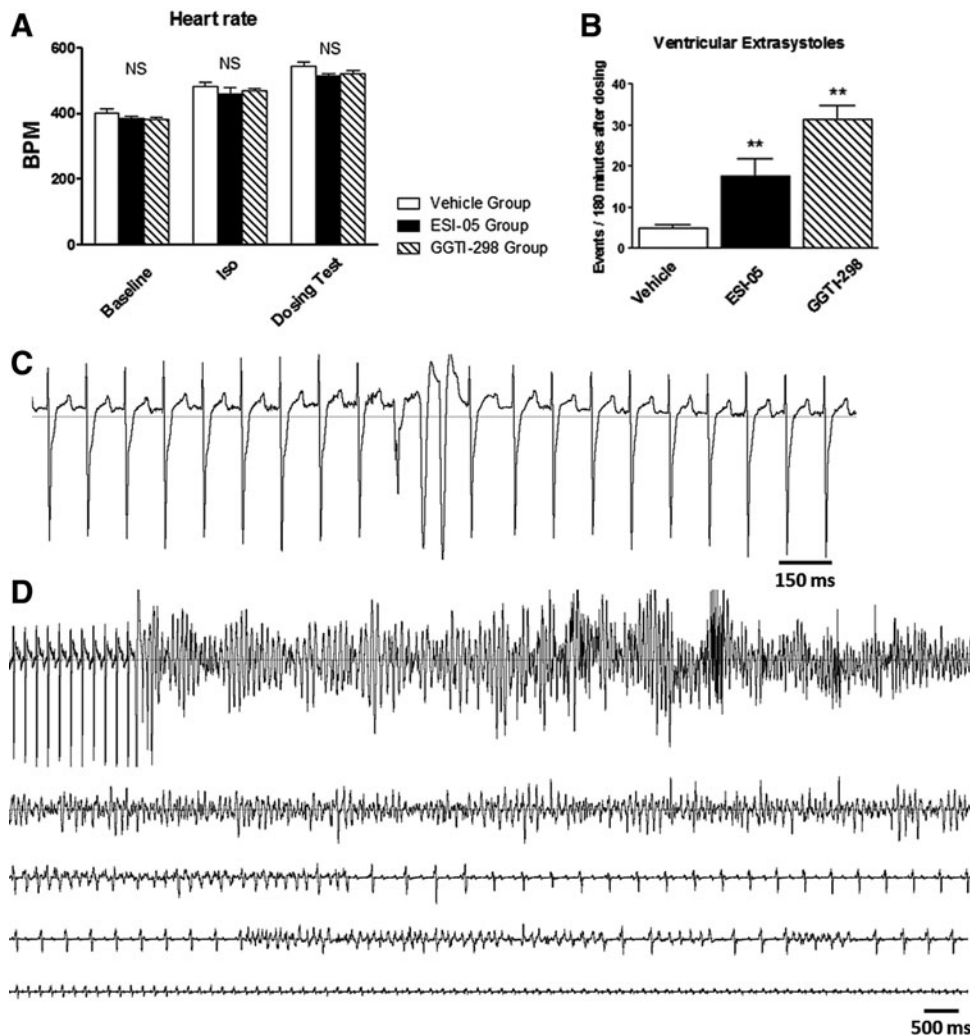 A
Heart rate
BPM
600
400
200
0
NS
NS
NS
Baseline
Iso
Dosing Test
Vehicle Group
ESI-05 Group
GGTI-298 Group
B
Ventricular Extrasystoles
Events / 180 minutes after dosing
40
30
20
10
0
**
**
Vehicle
ESI-05
GGTI-298
C
150 ms
D
500 ms